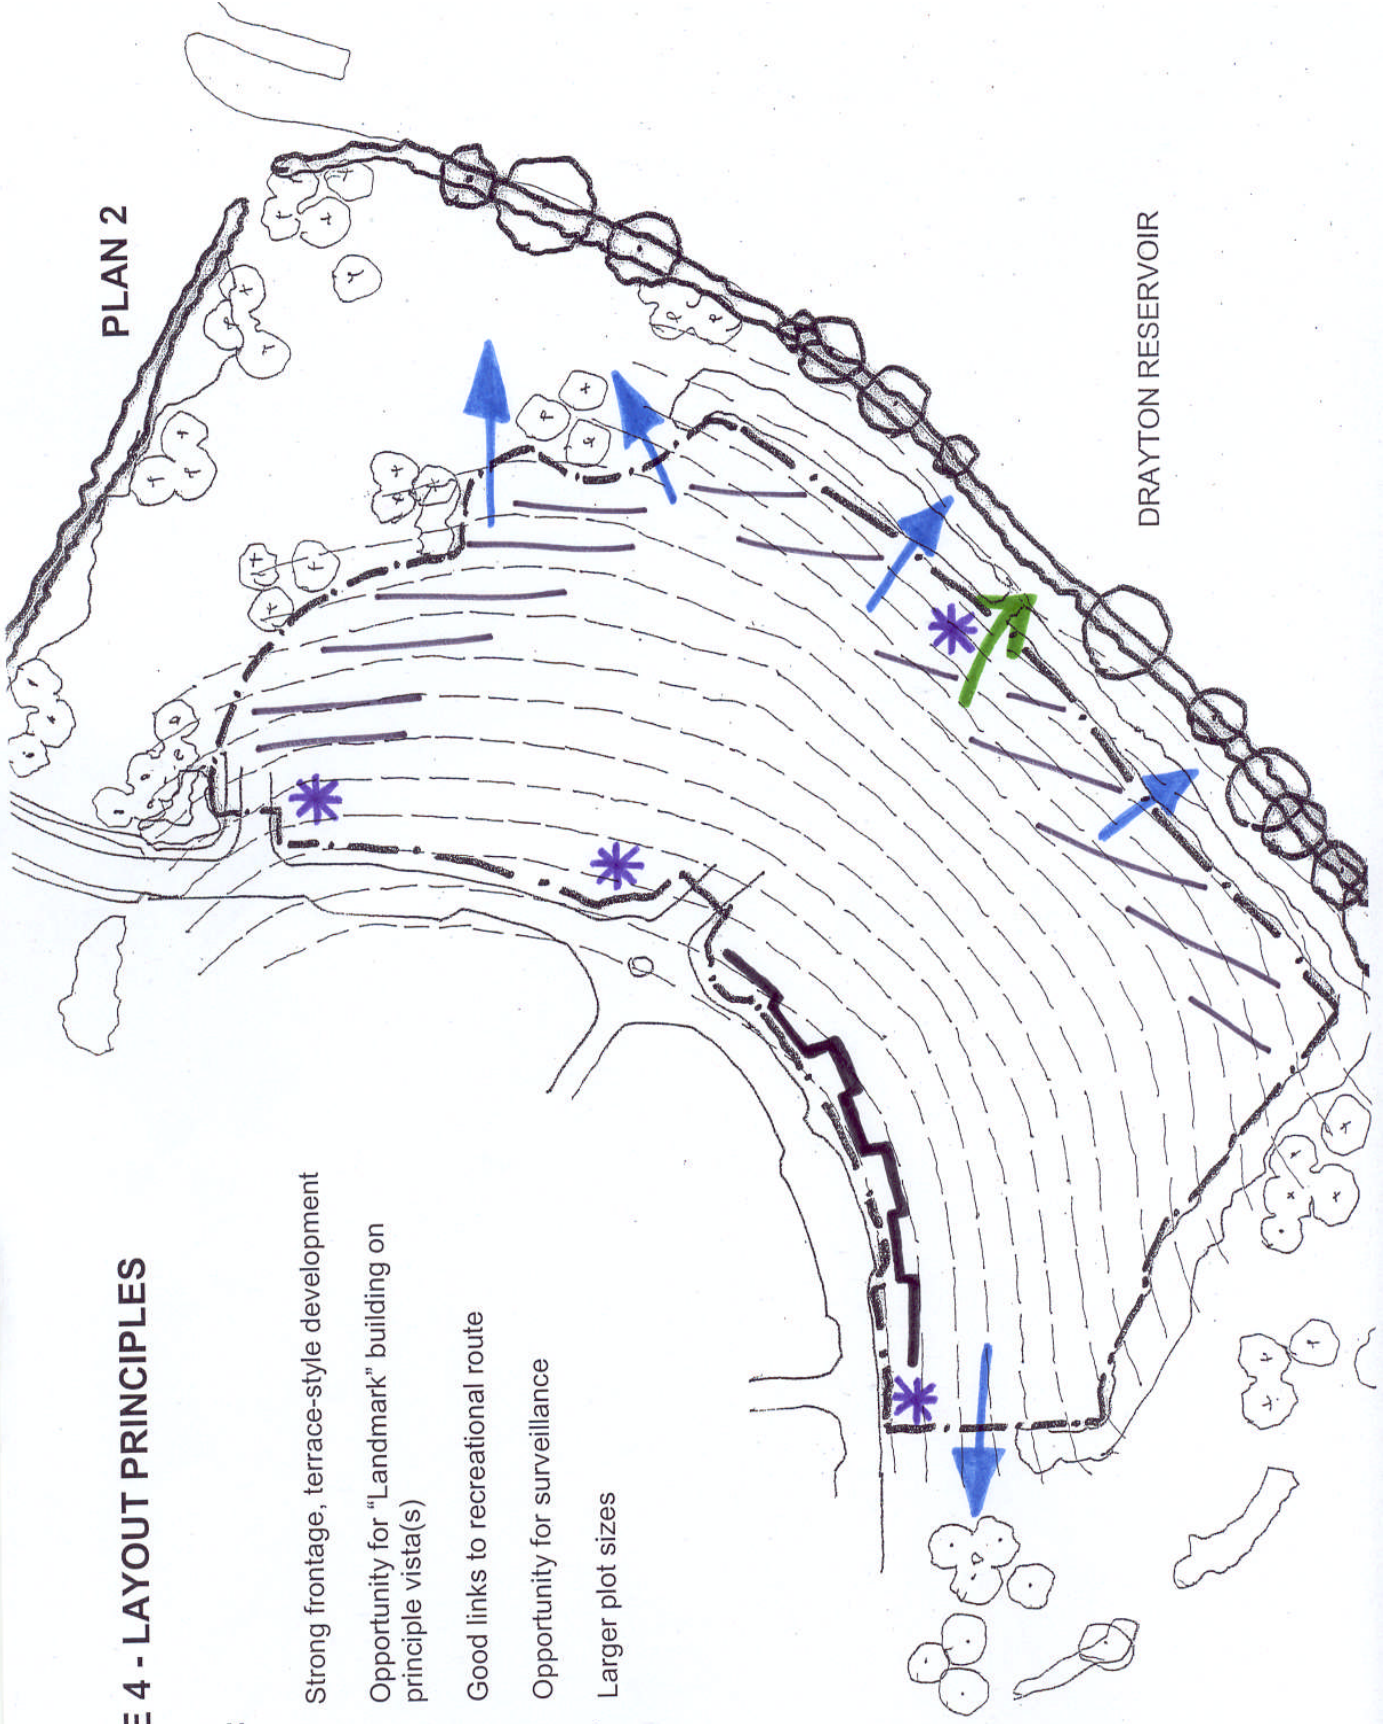 E 4 - LAYOUT PRINCIPLES
PLAN 2
Strong frontage, terrace-style development
Opportunity for “Landmark” building on
principle vista(s)
Good links to recreational route
Opportunity for surveillance
Larger plot sizes
DRAYTON RESERVOIR